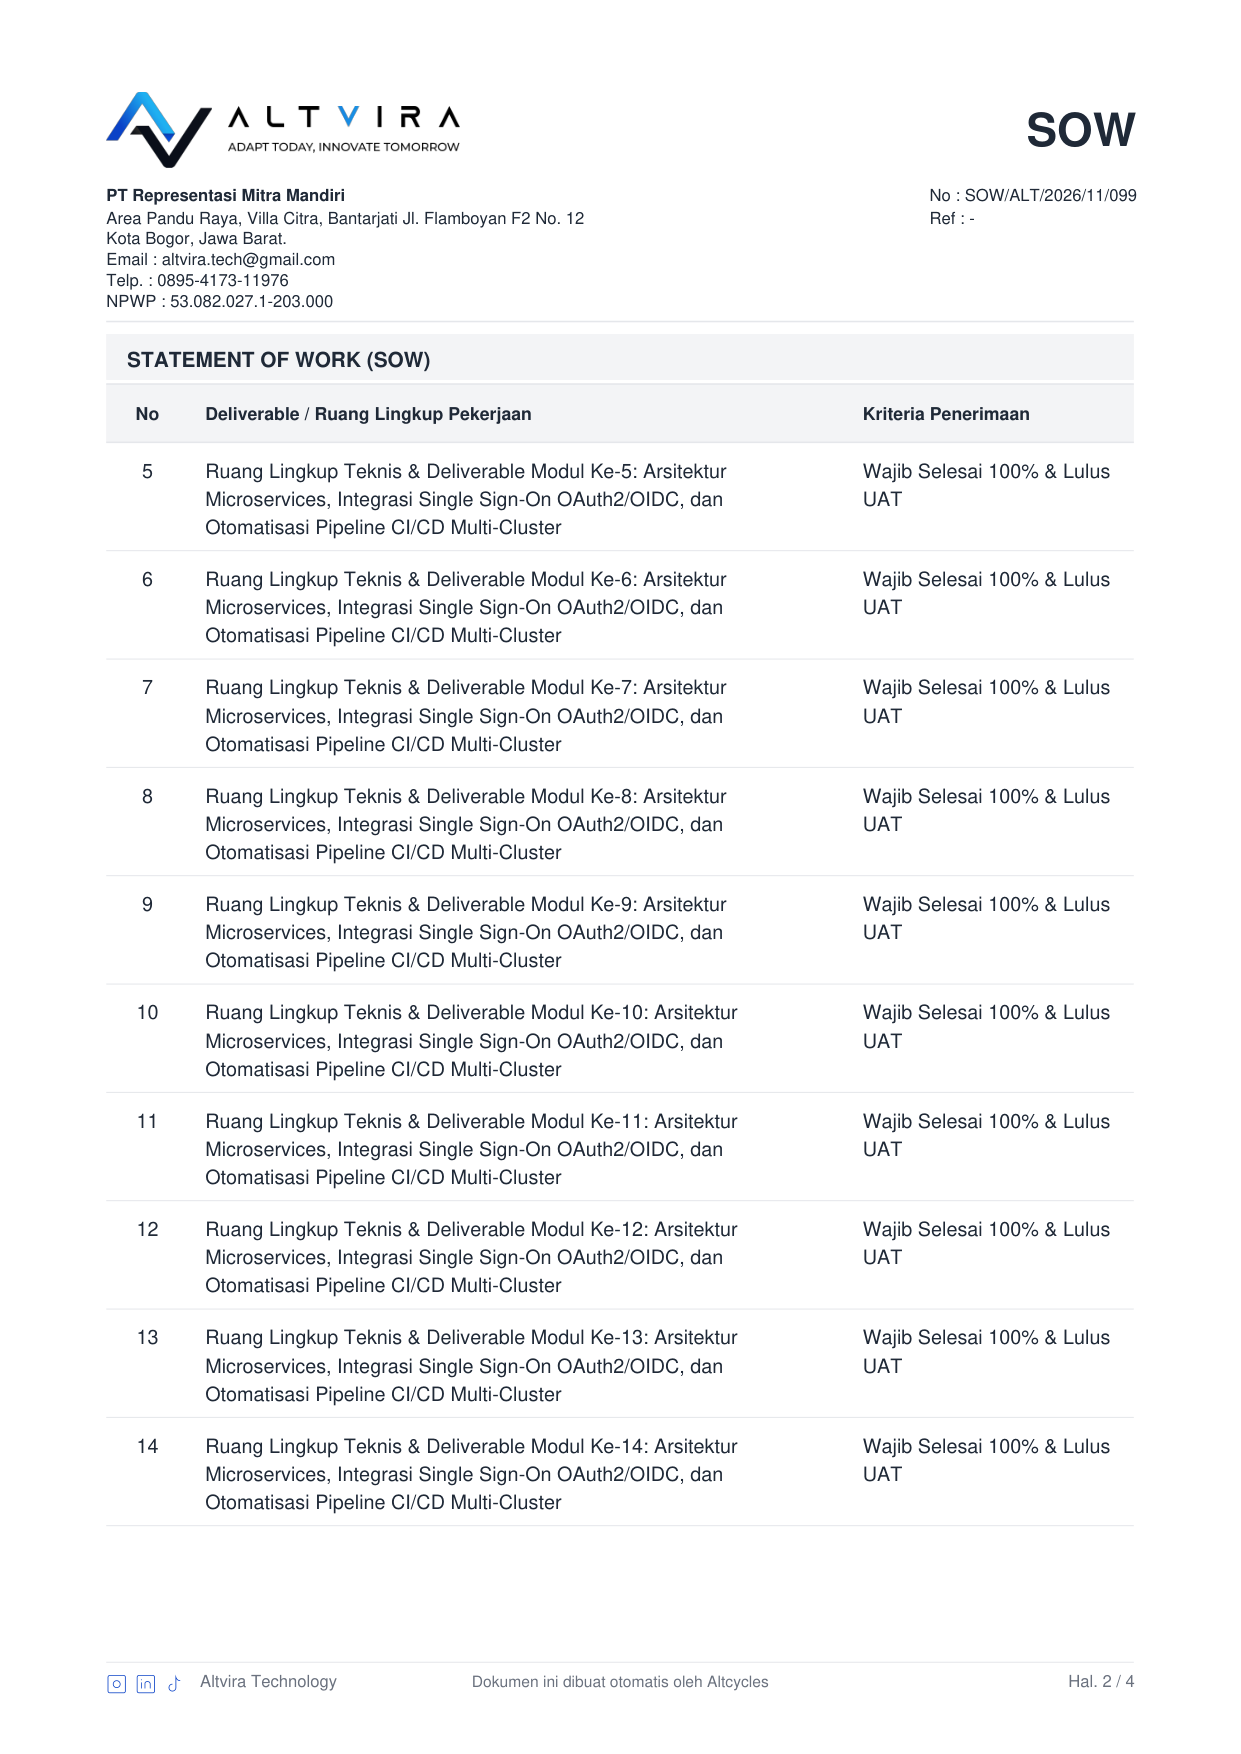 ALTVIRA
ADAPT TODAY, INNOVATE TOMORROW
SOW
PT Representasi Mitra Mandiri
Area Pandu Raya, Villa Citra, Bantarjati Jl. Flamboyan F2 No. 12
Kota Bogor, Jawa Barat.
Email : altvira.tech@gmail.com
Telp. : 0895-4173-11976
NPWP : 53.082.027.1-203.000
No : SOW/ALT/2026/11/099
Ref : -
STATEMENT OF WORK (SOW)
No Deliverable / Ruang Lingkup Pekerjaan Kriteria Penerimaan
5 Ruang Lingkup Teknis & Deliverable Modul Ke-5: Arsitektur Wajib Selesai 100% & Lulus
Microservices, Integrasi Single Sign-On OAuth2/OIDC, dan UAT
Otomatisasi Pipeline CI/CD Multi-Cluster
6 Ruang Lingkup Teknis & Deliverable Modul Ke-6: Arsitektur Wajib Selesai 100% & Lulus
Microservices, Integrasi Single Sign-On OAuth2/OIDC, dan UAT
Otomatisasi Pipeline CI/CD Multi-Cluster
7 Ruang Lingkup Teknis & Deliverable Modul Ke-7: Arsitektur Wajib Selesai 100% & Lulus
Microservices, Integrasi Single Sign-On OAuth2/OIDC, dan UAT
Otomatisasi Pipeline CI/CD Multi-Cluster
8 Ruang Lingkup Teknis & Deliverable Modul Ke-8: Arsitektur Wajib Selesai 100% & Lulus
Microservices, Integrasi Single Sign-On OAuth2/OIDC, dan UAT
Otomatisasi Pipeline CI/CD Multi-Cluster
9 Ruang Lingkup Teknis & Deliverable Modul Ke-9: Arsitektur Wajib Selesai 100% & Lulus
Microservices, Integrasi Single Sign-On OAuth2/OIDC, dan UAT
Otomatisasi Pipeline CI/CD Multi-Cluster
10 Ruang Lingkup Teknis & Deliverable Modul Ke-10: Arsitektur Wajib Selesai 100% & Lulus
Microservices, Integrasi Single Sign-On OAuth2/OIDC, dan UAT
Otomatisasi Pipeline CI/CD Multi-Cluster
11 Ruang Lingkup Teknis & Deliverable Modul Ke-11: Arsitektur Wajib Selesai 100% & Lulus
Microservices, Integrasi Single Sign-On OAuth2/OIDC, dan UAT
Otomatisasi Pipeline CI/CD Multi-Cluster
12 Ruang Lingkup Teknis & Deliverable Modul Ke-12: Arsitektur Wajib Selesai 100% & Lulus
Microservices, Integrasi Single Sign-On OAuth2/OIDC, dan UAT
Otomatisasi Pipeline CI/CD Multi-Cluster
13 Ruang Lingkup Teknis & Deliverable Modul Ke-13: Arsitektur Wajib Selesai 100% & Lulus
Microservices, Integrasi Single Sign-On OAuth2/OIDC, dan UAT
Otomatisasi Pipeline CI/CD Multi-Cluster
14 Ruang Lingkup Teknis & Deliverable Modul Ke-14: Arsitektur Wajib Selesai 100% & Lulus
Microservices, Integrasi Single Sign-On OAuth2/OIDC, dan UAT
Otomatisasi Pipeline CI/CD Multi-Cluster
Altvira Technology Dokumen ini dibuat otomatis oleh Altcycles Hal. 2 / 4